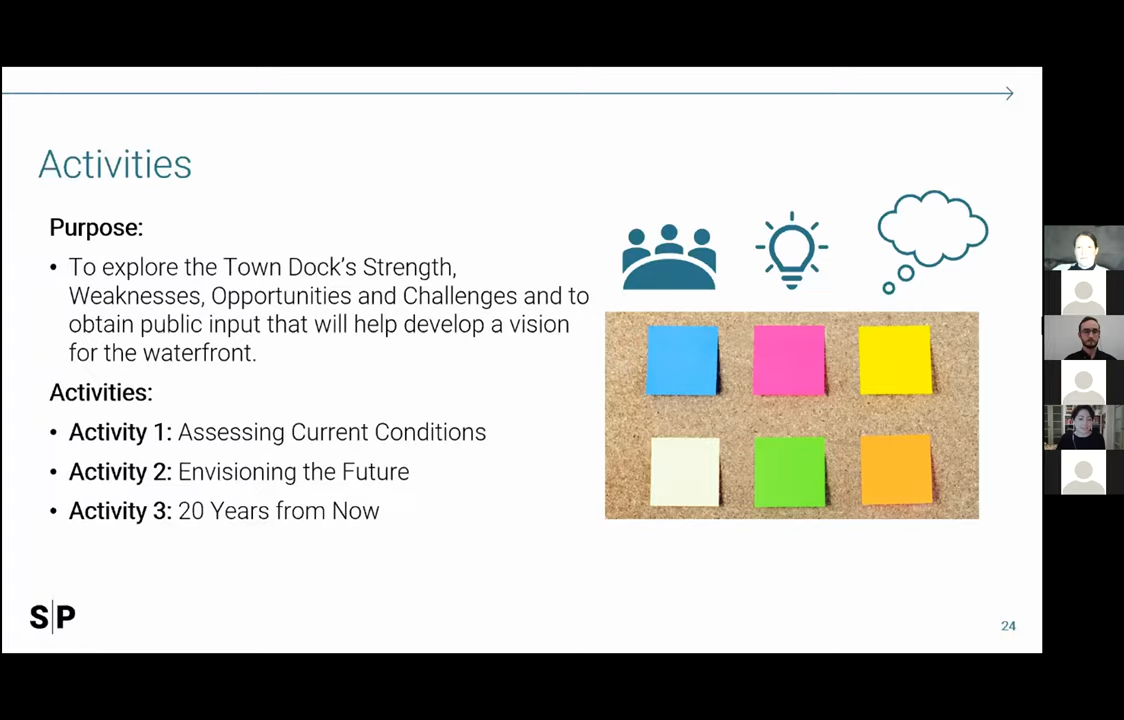 Activities
Purpose:
• To explore the Town Dock's Strength,
Weaknesses, Opportunities and Challenges and to
obtain public input that will help develop a vision
for the waterfront.
Activities:
• Activity 1: Assessing Current Conditions
• Activity 2: Envisioning the Future
• Activity 3: 20 Years from Now
S|P
24